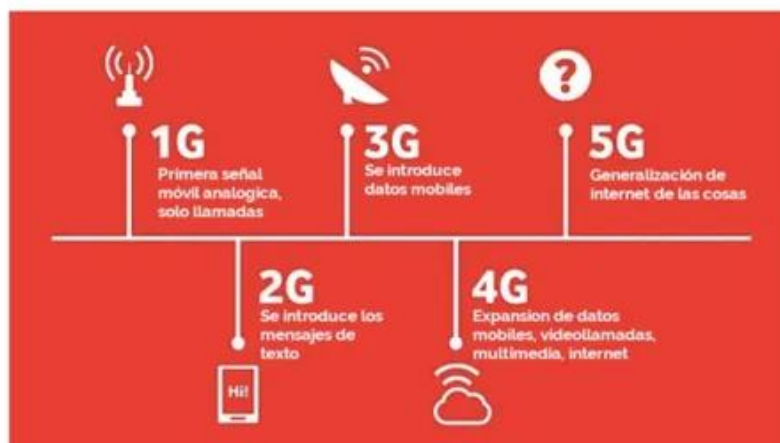 1G
Primera señal
móvil analogica,
solo llamadas
2G
Se introduce los
mensajes de
texto
Hi!
3G
Se introduce
datos mobiles
4G
Expansion de datos
mobiles, videollamadas,
multimedia, internet
?
5G
Generalización de
internet de las cosas